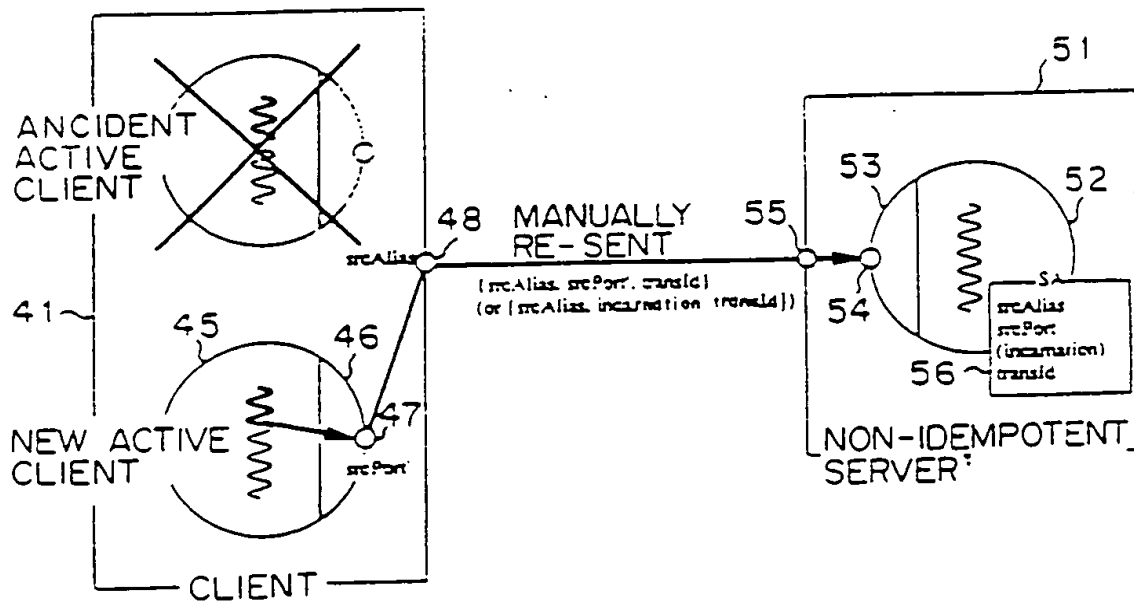 51
ANCIDENT
ACTIVE
CLIENT
53
52
srcAlias
48
MANUALLY
RE-SENT
55
{srcAlias, srcPort', transId}
(or {srcAlias, incarnation transId})
54
SA
srcAlias
srcPort
(incarnation)
transId
56
41
45
46
47
srcPort'
NEW ACTIVE
CLIENT
NON-IDEMPOTENT
SERVER
CLIENT